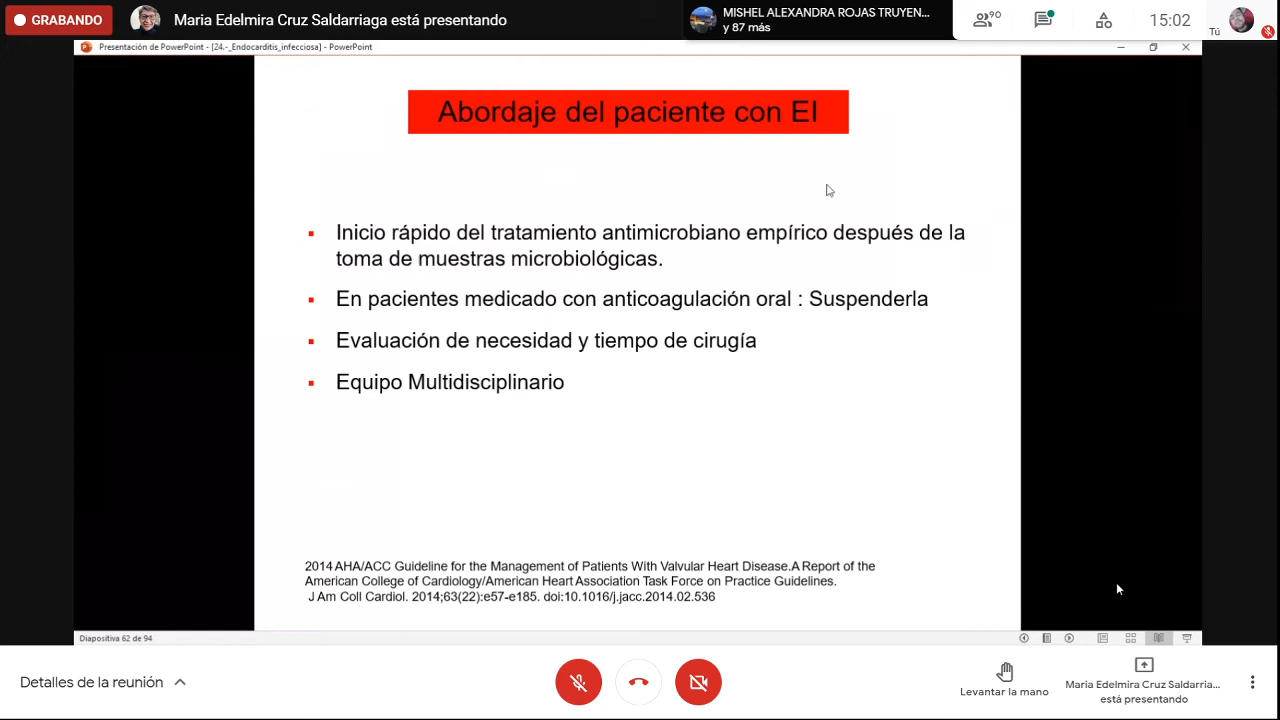 GRABANDO
Maria Edelmira Cruz Saldarriaga está presentando
MISHEL ALEXANDRA ROJAS TRUYEN...
y 87 más
90
15:02
Tú
Presentación de PowerPoint - [24.-_Endocarditis_infecciosa] - PowerPoint
Abordaje del paciente con EI
▪ Inicio rápido del tratamiento antimicrobiano empírico después de la
toma de muestras microbiológicas.
▪ En pacientes medicado con anticoagulación oral : Suspenderla
▪ Evaluación de necesidad y tiempo de cirugía
▪ Equipo Multidisciplinario
2014 AHA/ACC Guideline for the Management of Patients With Valvular Heart Disease.A Report of the
American College of Cardiology/American Heart Association Task Force on Practice Guidelines.
J Am Coll Cardiol. 2014;63(22):e57-e185. doi:10.1016/j.jacc.2014.02.536
Diapositiva 62 de 94
Detalles de la reunión
Levantar la mano
Maria Edelmira Cruz Saldarria...
está presentando